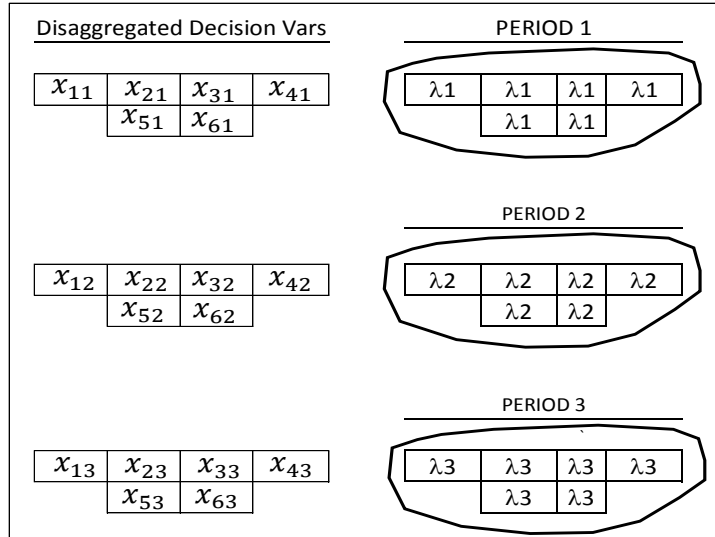 Disaggregated Decision Vars PERIOD 1
x₁₁ x₂₁ x₃₁ x₄₁ λ1 λ1 λ1 λ1
x₅₁ x₆₁ λ1 λ1
PERIOD 2
x₁₂ x₂₂ x₃₂ x₄₂ λ2 λ2 λ2 λ2
x₅₂ x₆₂ λ2 λ2
PERIOD 3
x₁₃ x₂₃ x₃₃ x₄₃ λ3 λ3 λ3 λ3
x₅₃ x₆₃ λ3 λ3